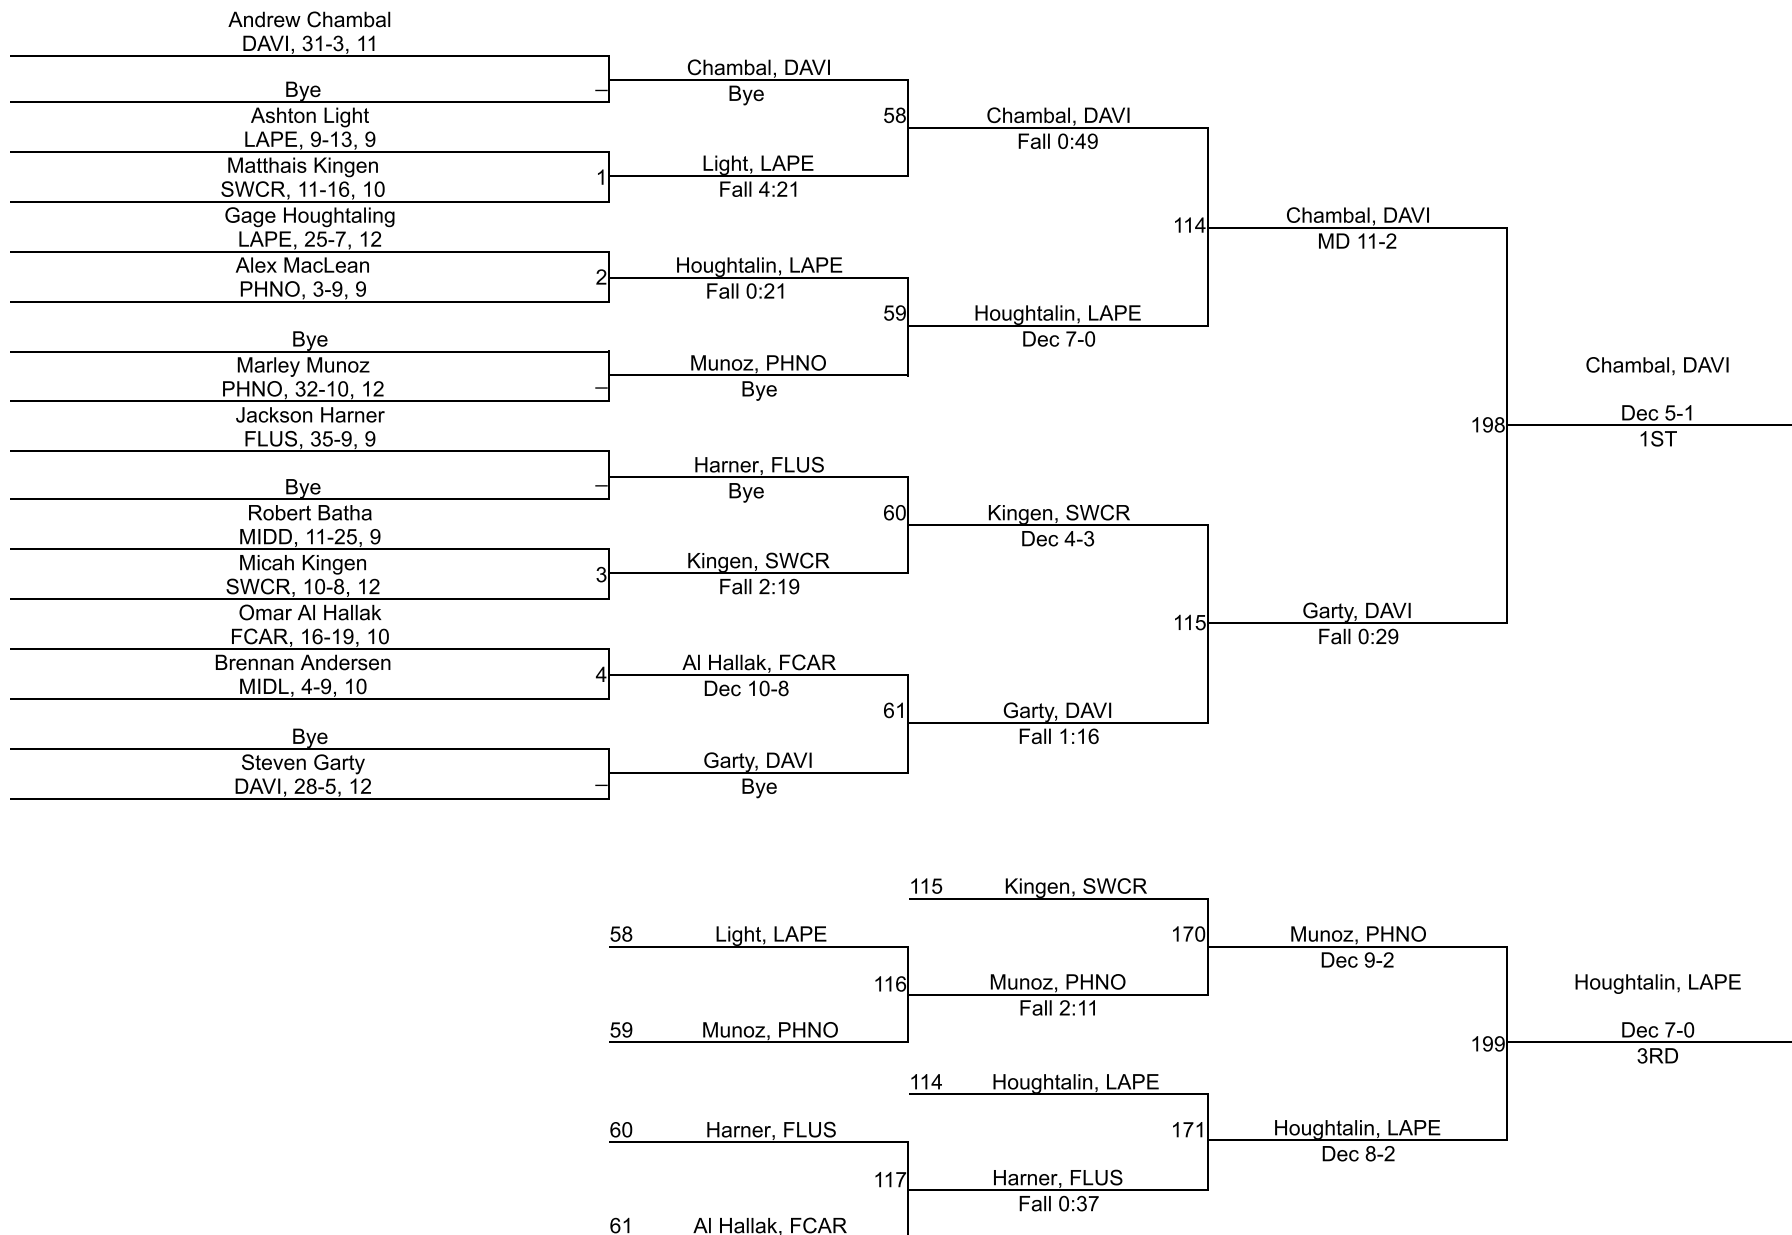 Andrew Chambal
DAVI, 31-3, 11
Bye
–
Ashton Light
LAPE, 9-13, 9
Matthais Kingen
SWCR, 11-16, 10
1
Gage Houghtaling
LAPE, 25-7, 12
Alex MacLean
PHNO, 3-9, 9
2
Bye
Marley Munoz
PHNO, 32-10, 12
–
Jackson Harner
FLUS, 35-9, 9
Bye
–
Robert Batha
MIDD, 11-25, 9
Micah Kingen
SWCR, 10-8, 12
3
Omar Al Hallak
FCAR, 16-19, 10
Brennan Andersen
MIDL, 4-9, 10
4
Bye
Steven Garty
DAVI, 28-5, 12
–
Chambal, DAVI
Bye
58
Light, LAPE
Fall 4:21
Houghtalin, LAPE
Fall 0:21
59
Munoz, PHNO
Bye
Harner, FLUS
Bye
60
Kingen, SWCR
Fall 2:19
Al Hallak, FCAR
Dec 10-8
61
Garty, DAVI
Bye
Chambal, DAVI
Fall 0:49
114
Houghtalin, LAPE
Dec 7-0
Kingen, SWCR
Dec 4-3
115
Garty, DAVI
Fall 1:16
Chambal, DAVI
MD 11-2
198
Garty, DAVI
Fall 0:29
Chambal, DAVI
Dec 5-1
1ST
58 Light, LAPE
116
59 Munoz, PHNO
60 Harner, FLUS
117
61 Al Hallak, FCAR
115 Kingen, SWCR
170
Munoz, PHNO
Fall 2:11
114 Houghtalin, LAPE
171
Harner, FLUS
Fall 0:37
Munoz, PHNO
Dec 9-2
199
Houghtalin, LAPE
Dec 8-2
Houghtalin, LAPE
Dec 7-0
3RD